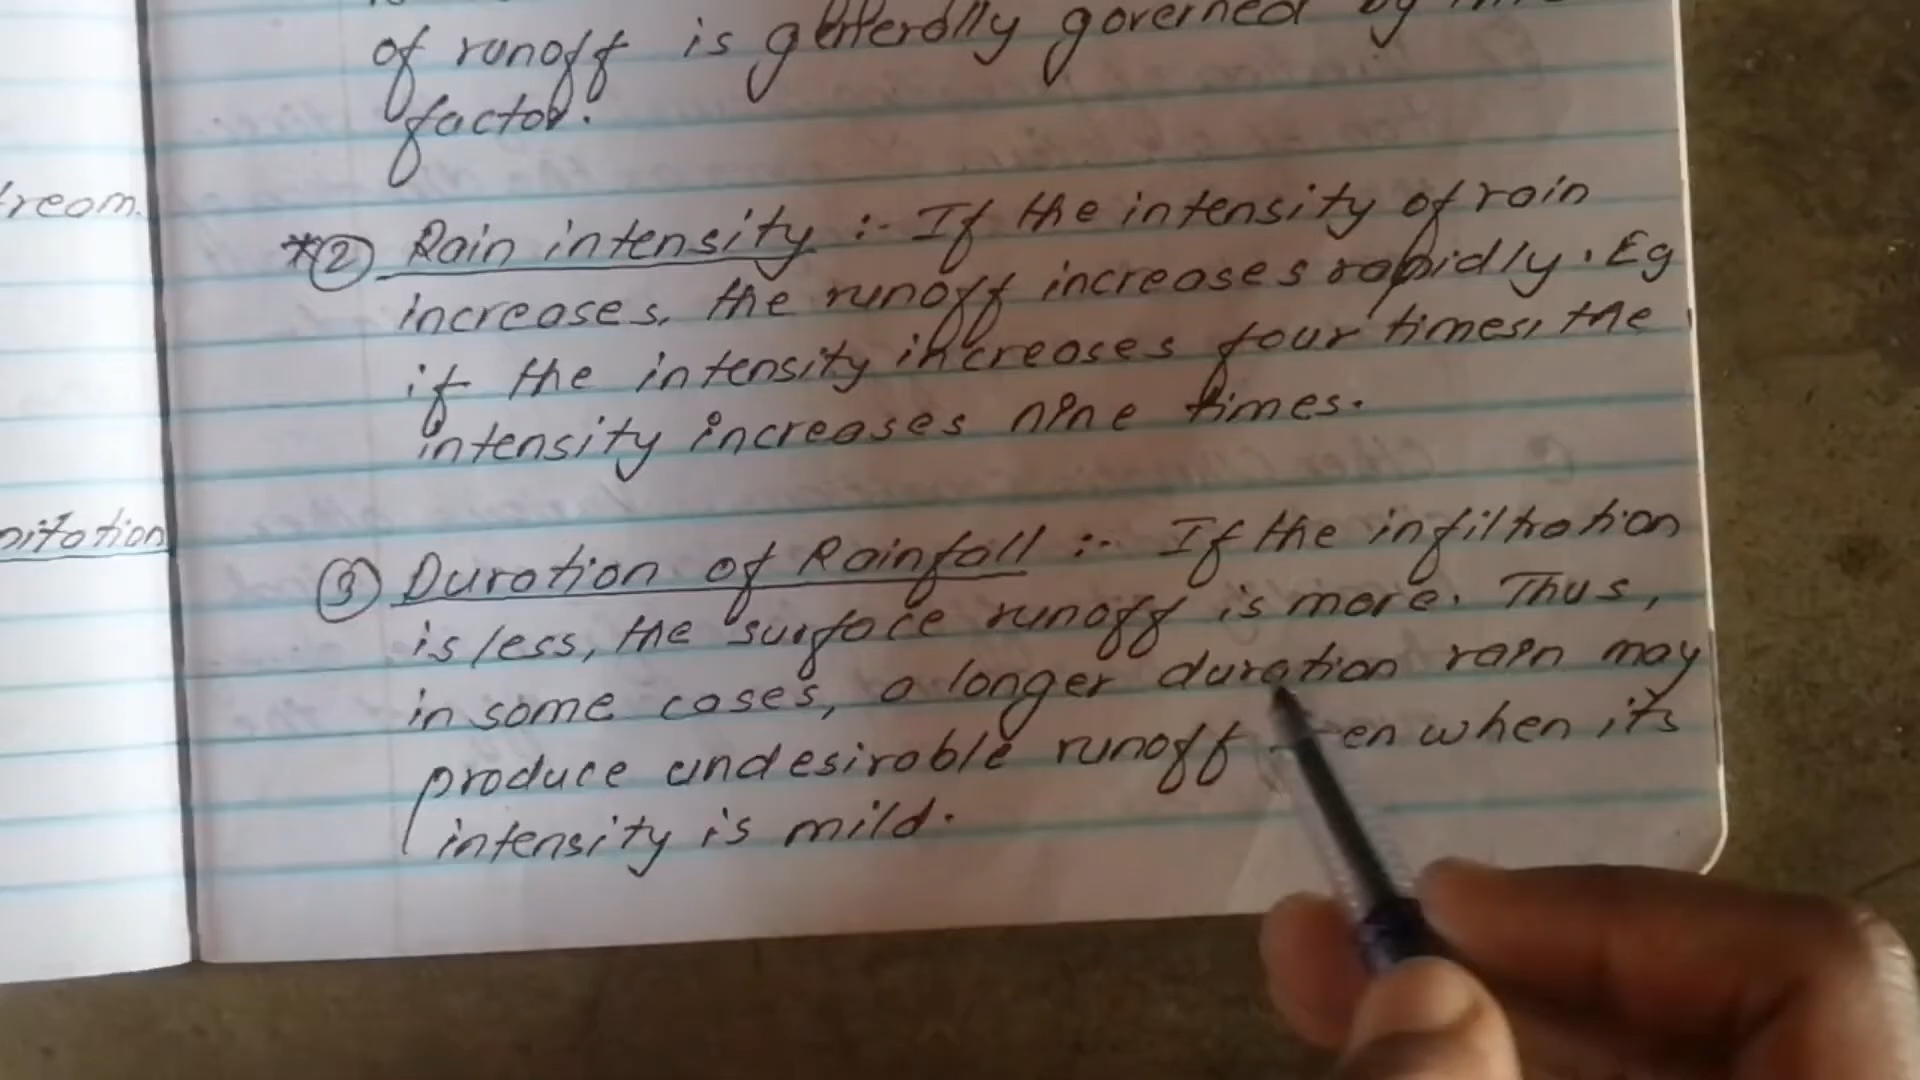 of runoff is generally governed by
factor.
*② Rain intensity :- If the intensity of rain
increases, the runoff increases rapidly. Eg
if the intensity increases four times, the
intensity increases nine times.
③ Duration of Rainfall :- If the infiltration
is less, the surface runoff is more. Thus,
in some cases, a longer duration rain may
produce undesirable runoff when its
intensity is mild.